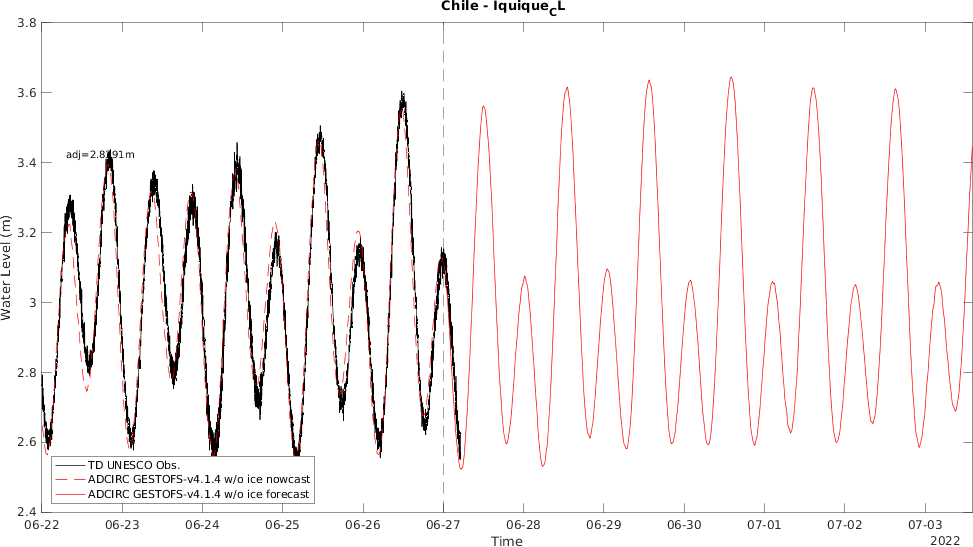 Chile - Iquique_CL
3.8
3.6
3.4
3.2
3
2.8
2.6
2.4
Water Level (m)
TD UNESCO Obs.
ADCIRC GESTOFS-v4.1.4 w/o ice nowcast
ADCIRC GESTOFS-v4.1.4 w/o ice forecast
06-22 06-23 06-24 06-25 06-26 06-27 06-28 06-29 06-30 07-01 07-02 07-03
Time
2022